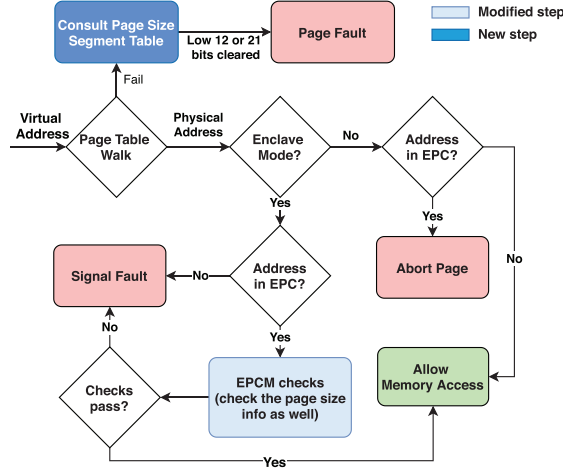 Consult Page Size
Segment Table
Low 12 or 21
bits cleared
Page Fault
Modified step
New step
Fail
Virtual
Address
Page Table
Walk
Physical
Address
Enclave
Mode?
No
Address
in EPC?
Yes
Yes
No
Signal Fault
No
Address
in EPC?
Abort Page
No
Yes
Checks
pass?
EPCM checks
(check the page size
info as well)
Allow
Memory Access
Yes